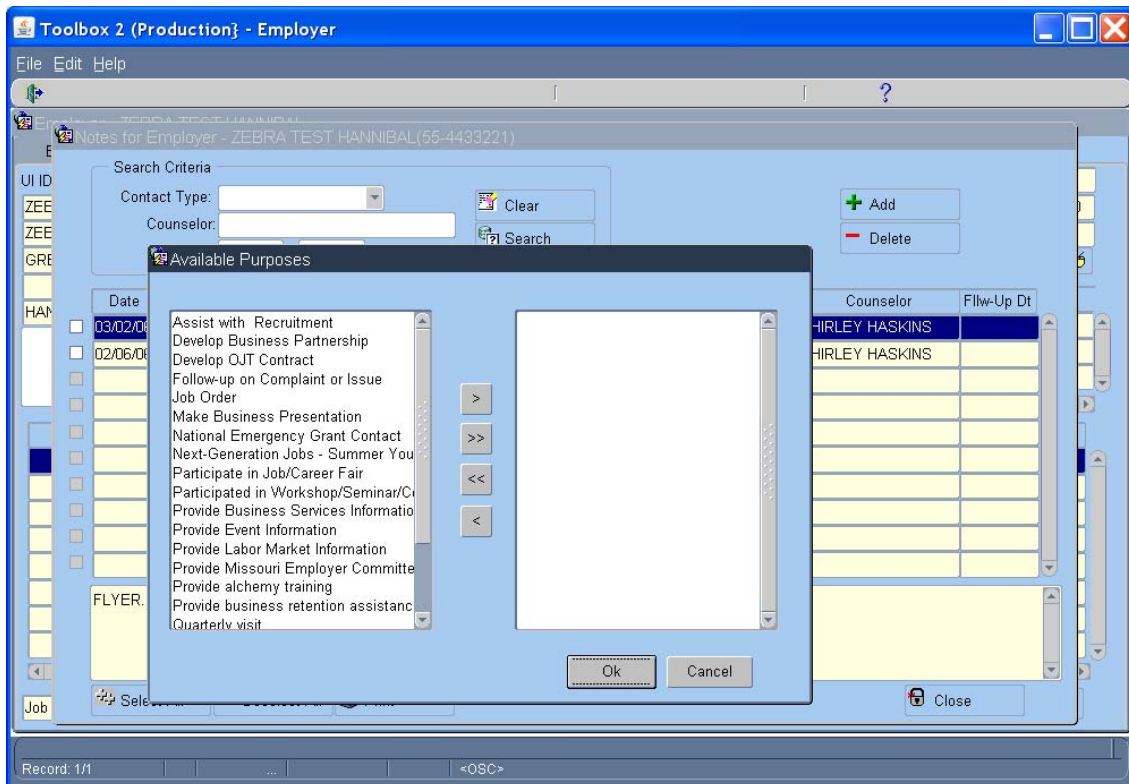 Toolbox 2 (Production} - Employer
File Edit Help
?
ZEBRA TEST HANNIBAL
Notes for Employer - ZEBRA TEST HANNIBAL(55-4433221)
Search Criteria
UI ID
Contact Type:
Clear
Add
ZEE
Counselor:
Search
Delete
ZEE
GRE
Available Purposes
HAN
Date
Counselor
Fllw-Up Dt
03/02/0
HIRLEY HASKINS
02/06/0
HIRLEY HASKINS
Assist with Recruitment
Develop Business Partnership
Develop OJT Contract
Follow-up on Complaint or Issue
Job Order
Make Business Presentation
National Emergency Grant Contact
Next-Generation Jobs - Summer You
Participate in Job/Career Fair
Participated in Workshop/Seminar/C
Provide Business Services Informatio
Provide Event Information
Provide Labor Market Information
Provide Missouri Employer Committe
Provide alchemy training
Provide business retention assistanc
Quarterly visit
>
>>
<<
<
FLYER.
Ok
Cancel
Close
Job
Record: 1/1
...
<OSC>